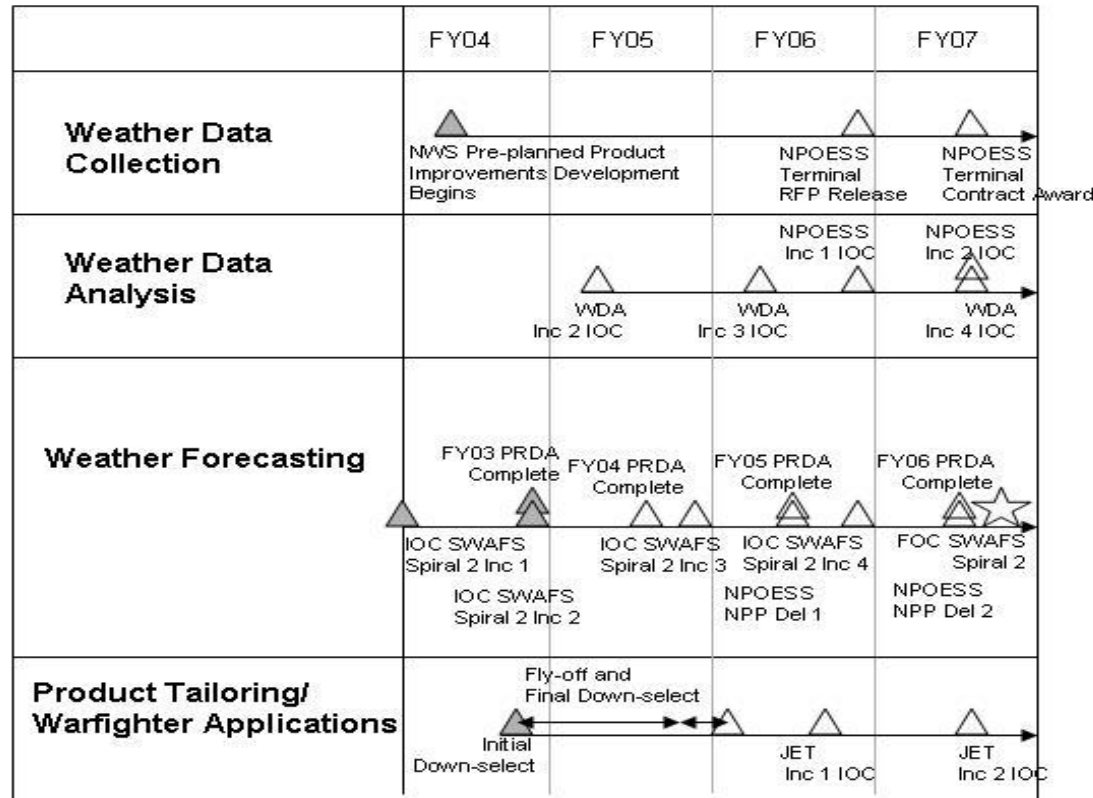 FY04 FY05 FY06 FY07
Weather Data
Collection
NWS Pre-planned Product
Improvements Development
Begins
NPOESS
Terminal
RFP Release
NPOESS
Terminal
Contract Award
Weather Data
Analysis
NPOESS
Inc 1 IOC
NPOESS
Inc 2 IOC
WDA
Inc 2 IOC
WDA
Inc 3 IOC
WDA
Inc 4 IOC
Weather Forecasting
FY03 PRDA
Complete
FY04 PRDA
Complete
FY05 PRDA
Complete
FY06 PRDA
Complete
IOC SWAFS
Spiral 2 Inc 1
IOC SWAFS
Spiral 2 Inc 2
IOC SWAFS
Spiral 2 Inc 3
IOC SWAFS
Spiral 2 Inc 4
FOC SWAFS
Spiral 2
NPOESS
NPP Del 1
NPOESS
NPP Del 2
Product Tailoring/
Warfighter Applications
Fly-off and
Final Down-select
Initial
Down-select
JET
Inc 1 IOC
JET
Inc 2 IOC